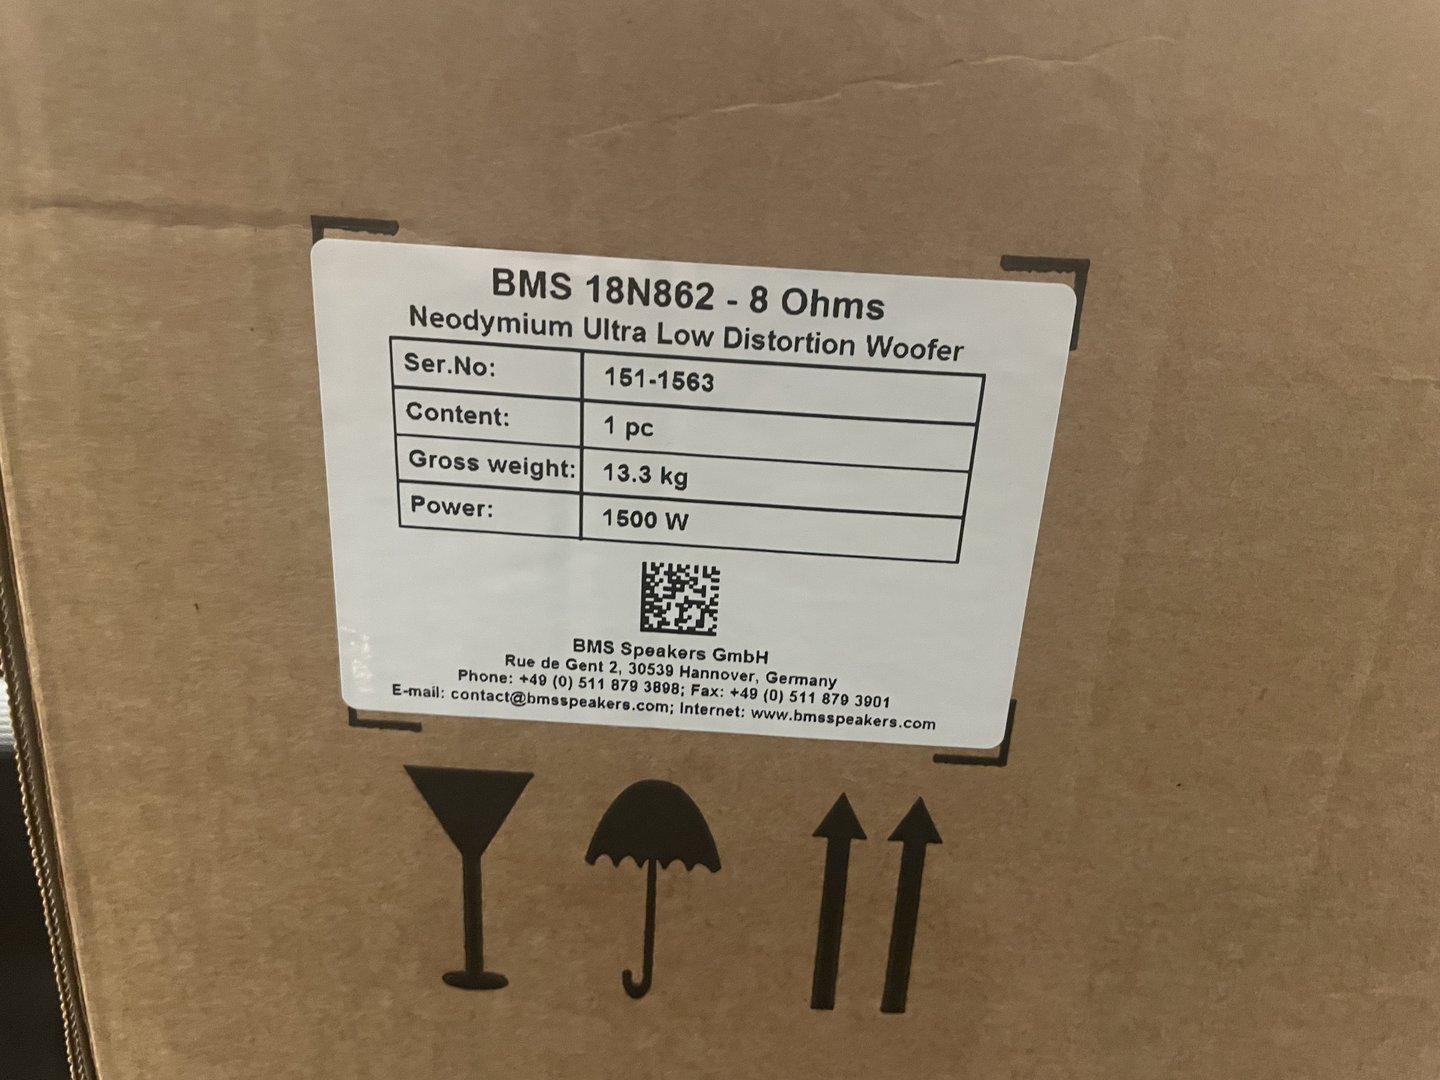 BMS 18N862 - 8 Ohms
Neodymium Ultra Low Distortion Woofer
Ser.No: 151-1563
Content: 1 pc
Gross weight: 13.3 kg
Power: 1500 W
BMS Speakers GmbH
Rue de Gent 2, 30539 Hannover, Germany
Phone: +49 (0) 511 879 3898; Fax: +49 (0) 511 879 3901
E-mail: contact@bmsspeakers.com; Internet: www.bmsspeakers.com